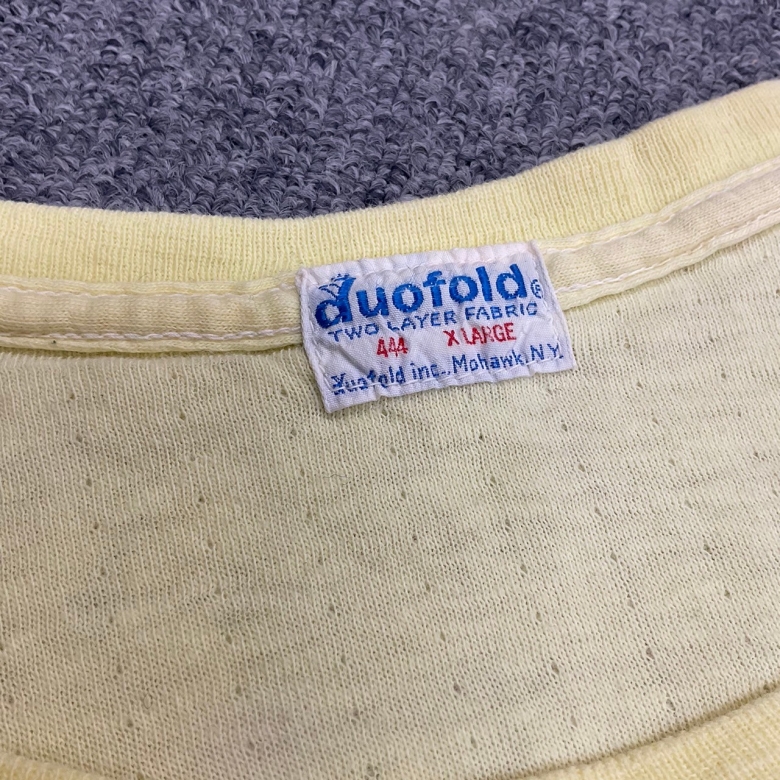 duofold®
TWO LAYER FABRIC
444 X LARGE
Duofold inc., Mohawk, N.Y.